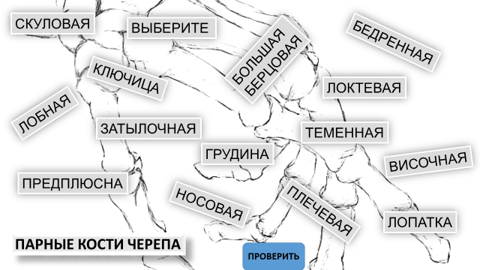 СКУЛОВАЯ
ВЫБЕРИТЕ
БОЛЬШАЯ
БЕРЦОВАЯ
БЕДРЕННАЯ
КЛЮЧИЦА
ЛОКТЕВАЯ
ЛОБНАЯ
ЗАТЫЛОЧНАЯ
ТЕМЕННАЯ
ГРУДИНА
ВИСОЧНАЯ
ПРЕДПЛЮСНА
НОСОВАЯ
ПЛЕЧЕВАЯ
ЛОПАТКА
ПАРНЫЕ КОСТИ ЧЕРЕПА
ПРОВЕРИТЬ